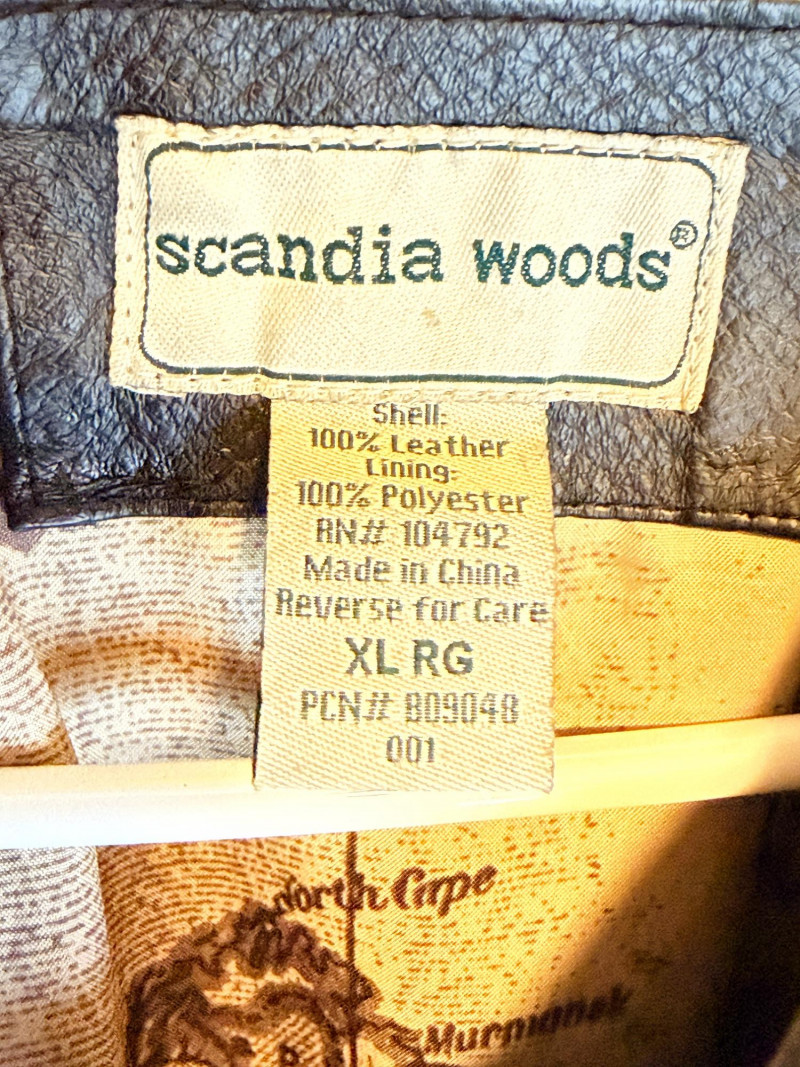 scandia woods®
Shell:
100% Leather
Lining:
100% Polyester
RN# 104792
Made in China
Reverse for Care
XL RG
PCN# 809048
001
North Cape
Murmansk